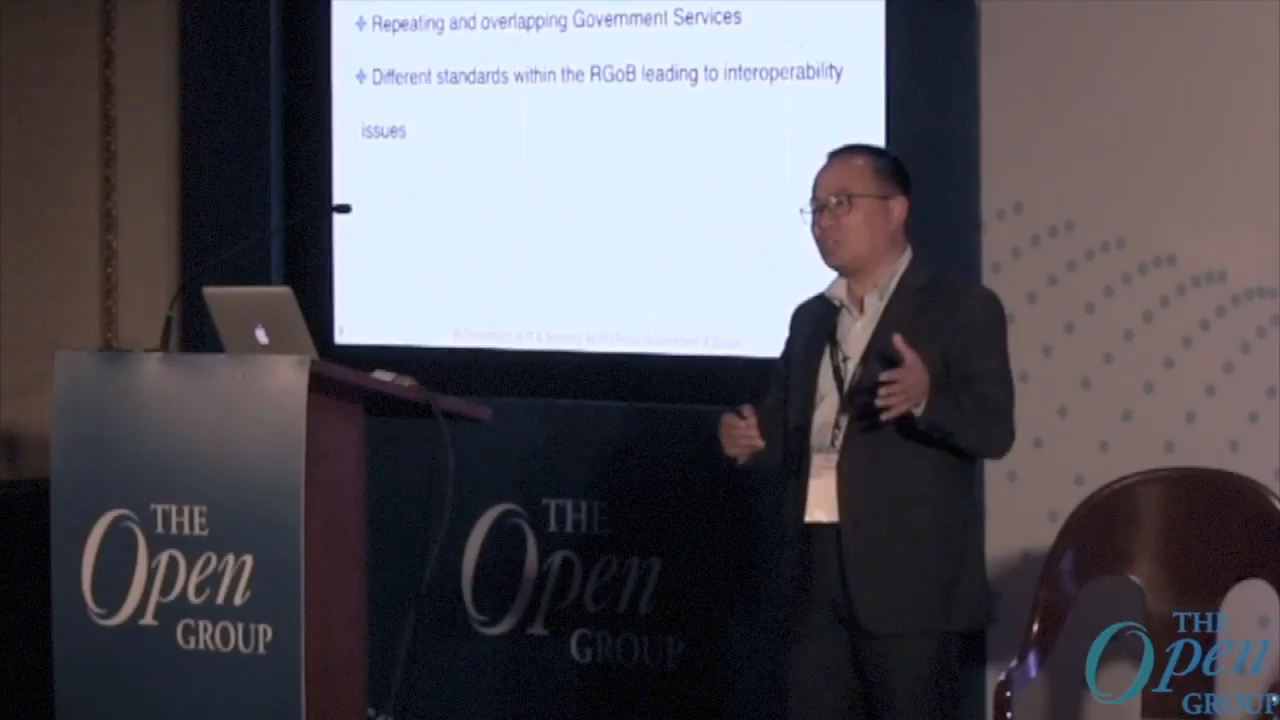 Repeating and overlapping Government Services
Different standards within the RGoB leading to interoperability
issues
THE
Open
GROUP
THE
Open
GROUP
THE
Open
GROUP